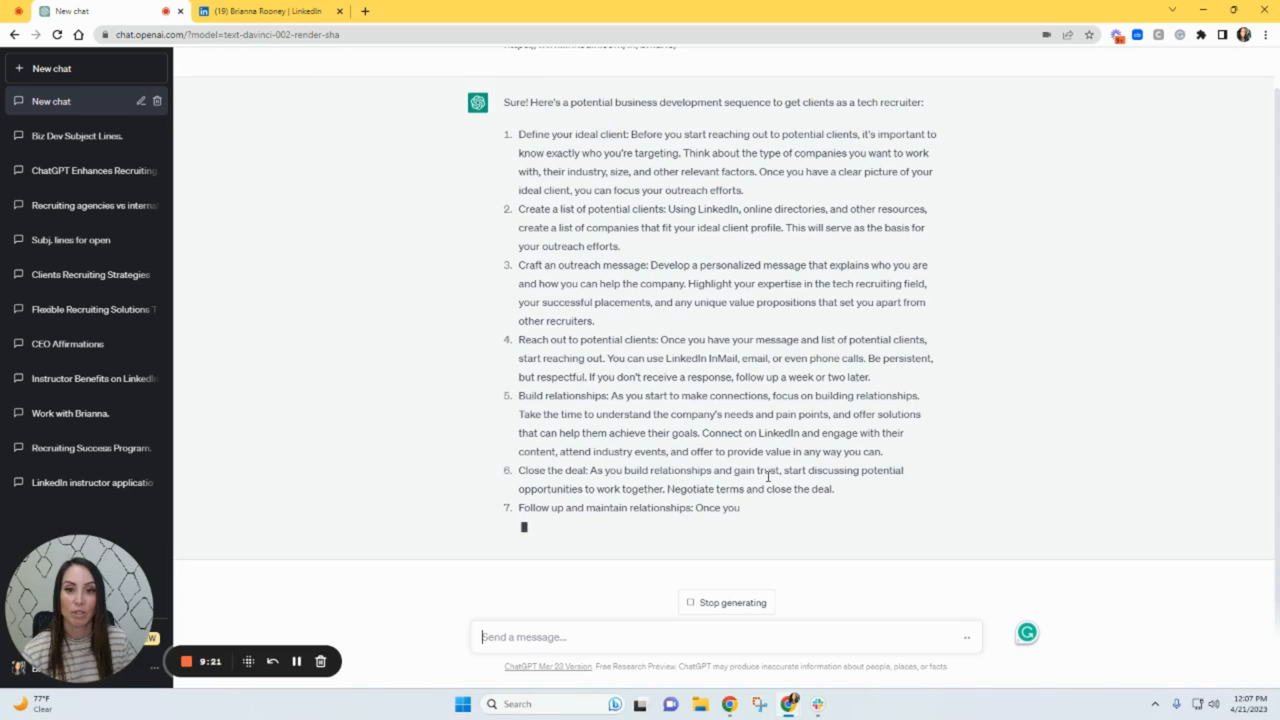 New chat
(19) Brianna Rooney | LinkedIn
chat.openai.com/?model=text-davinci-002-render-sha
New chat
New chat
Biz Dev Subject Lines.
ChatGPT Enhances Recruiting
Recruiting agencies vs interna
Subj. lines for open
Clients Recruiting Strategies
Flexible Recruiting Solutions T
CEO Affirmations
Instructor Benefits on LinkedIn
Work with Brianna.
Recruiting Success Program.
LinkedIn instructor applicatio
Sure! Here's a potential business development sequence to get clients as a tech recruiter:
1. Define your ideal client: Before you start reaching out to potential clients, it's important to
know exactly who you're targeting. Think about the type of companies you want to work
with, their industry, size, and other relevant factors. Once you have a clear picture of your
ideal client, you can focus your outreach efforts.
2. Create a list of potential clients: Using LinkedIn, online directories, and other resources,
create a list of companies that fit your ideal client profile. This will serve as the basis for
your outreach efforts.
3. Craft an outreach message: Develop a personalized message that explains who you are
and how you can help the company. Highlight your expertise in the tech recruiting field,
your successful placements, and any unique value propositions that set you apart from
other recruiters.
4. Reach out to potential clients: Once you have your message and list of potential clients,
start reaching out. You can use LinkedIn InMail, email, or even phone calls. Be persistent,
but respectful. If you don't receive a response, follow up a week or two later.
5. Build relationships: As you start to make connections, focus on building relationships.
Take the time to understand the company's needs and pain points, and offer solutions
that can help them achieve their goals. Connect on LinkedIn and engage with their
content, attend industry events, and offer to provide value in any way you can.
6. Close the deal: As you build relationships and gain trust, start discussing potential
opportunities to work together. Negotiate terms and close the deal.
7. Follow up and maintain relationships: Once you
Stop generating
Send a message...
ChatGPT Mar 23 Version. Free Research Preview. ChatGPT may produce inaccurate information about people, places, or facts
9:21
77°F
Clear
Search
12:07 PM
4/21/2023